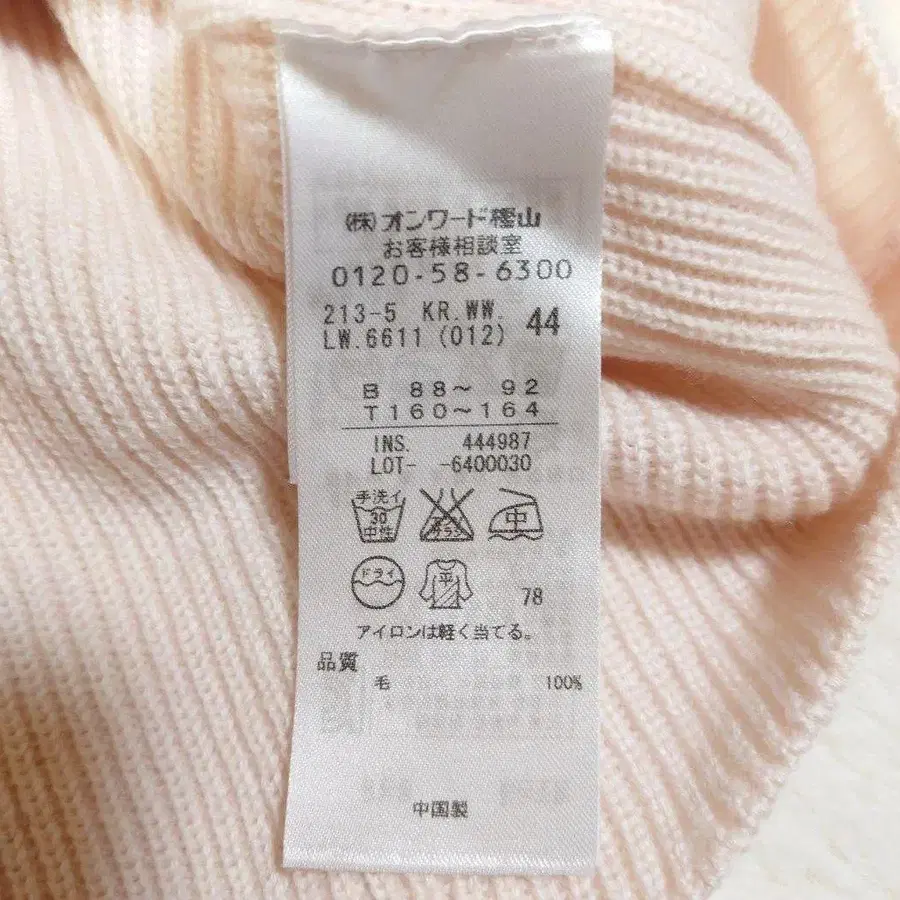 ㈱オンワード樫山
お客様相談室
0120-58-6300
213-5 KR.WW. 44
LW.6611 (012)
B 88～ 92
T160～164
INS. 444987
LOT- -6400030
手洗イ
30
中性
中
ドライ
平
78
アイロンは軽く当てる。
品質
毛 100%
中国製